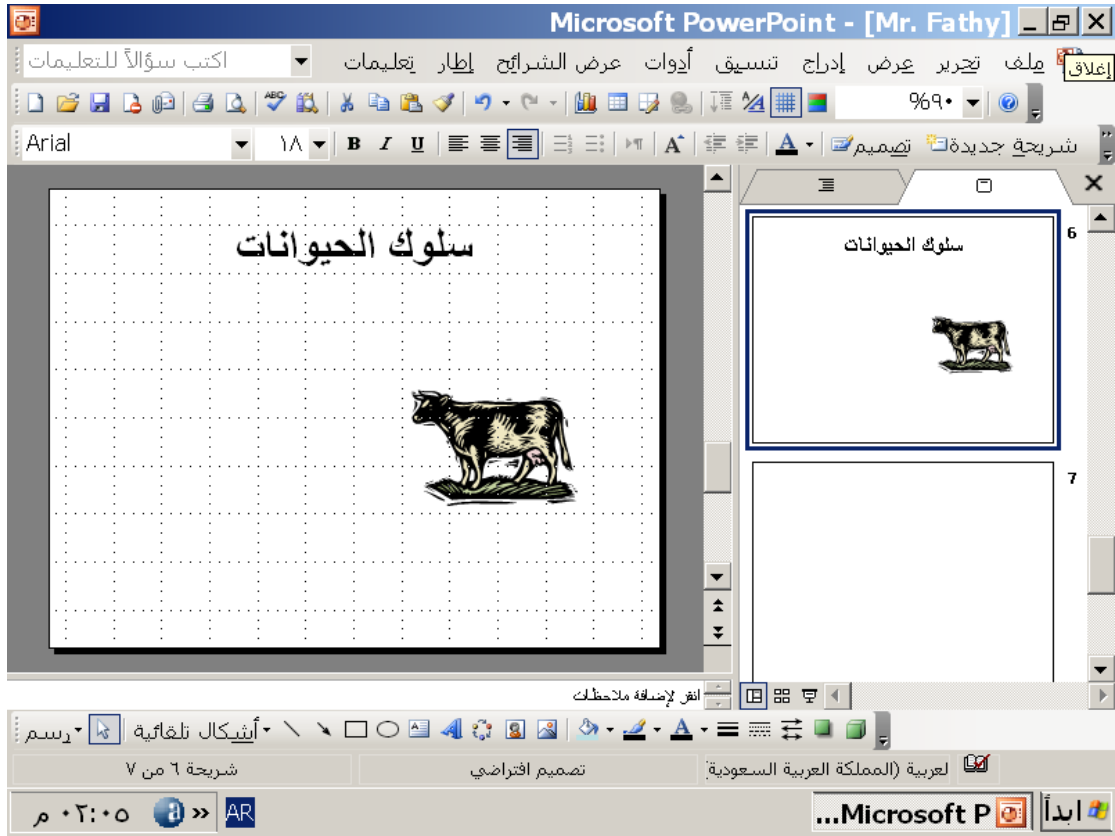 Microsoft PowerPoint - [Mr. Fathy]
ملف تحرير عرض إدراج تنسيق أدوات عرض الشرائح إطار تعليمات اكتب سؤالاً للتعليمات
إغلاق
%٩٠
Arial ١٨ B I U شريحة جديدة تصميم
سلوك الحيوانات
6
سلوك الحيوانات
7
انقر لإضافة ملاحظات
رسم أشكال تلقائية
لعربية (المملكة العربية السعودية تصميم افتراضي شريحة ٦ من ٧
ابدأ Microsoft P... AR ٠٢:٠٥ م